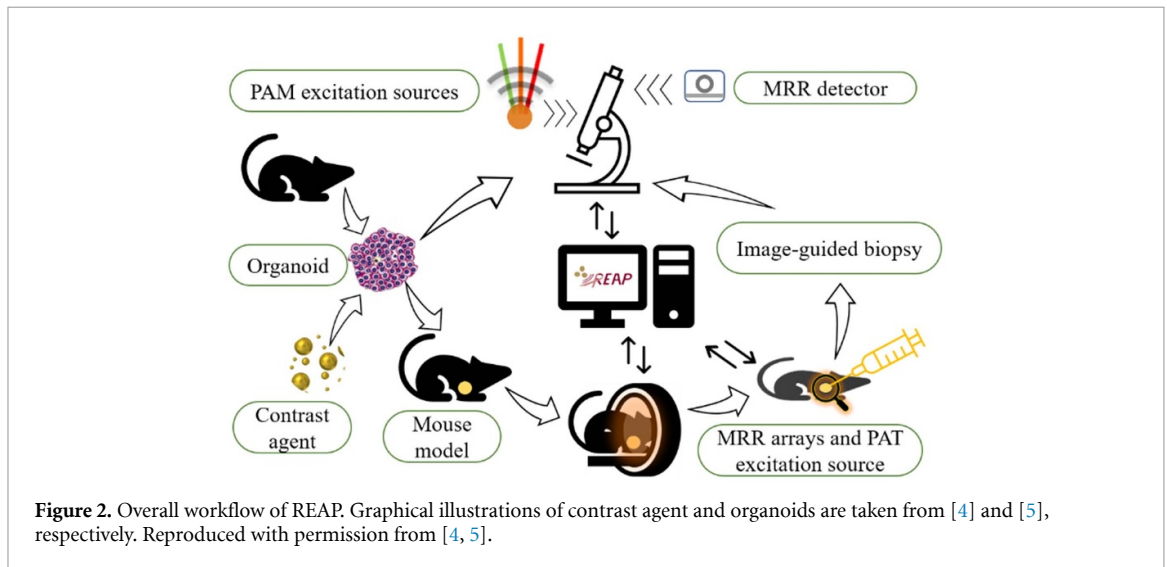 PAM excitation sources
MRR detector
Organoid
Image-guided biopsy
REAP
Contrast
agent
Mouse
model
MRR arrays and PAT
excitation source
Figure 2. Overall workflow of REAP. Graphical illustrations of contrast agent and organoids are taken from [4] and [5],
respectively. Reproduced with permission from [4, 5].